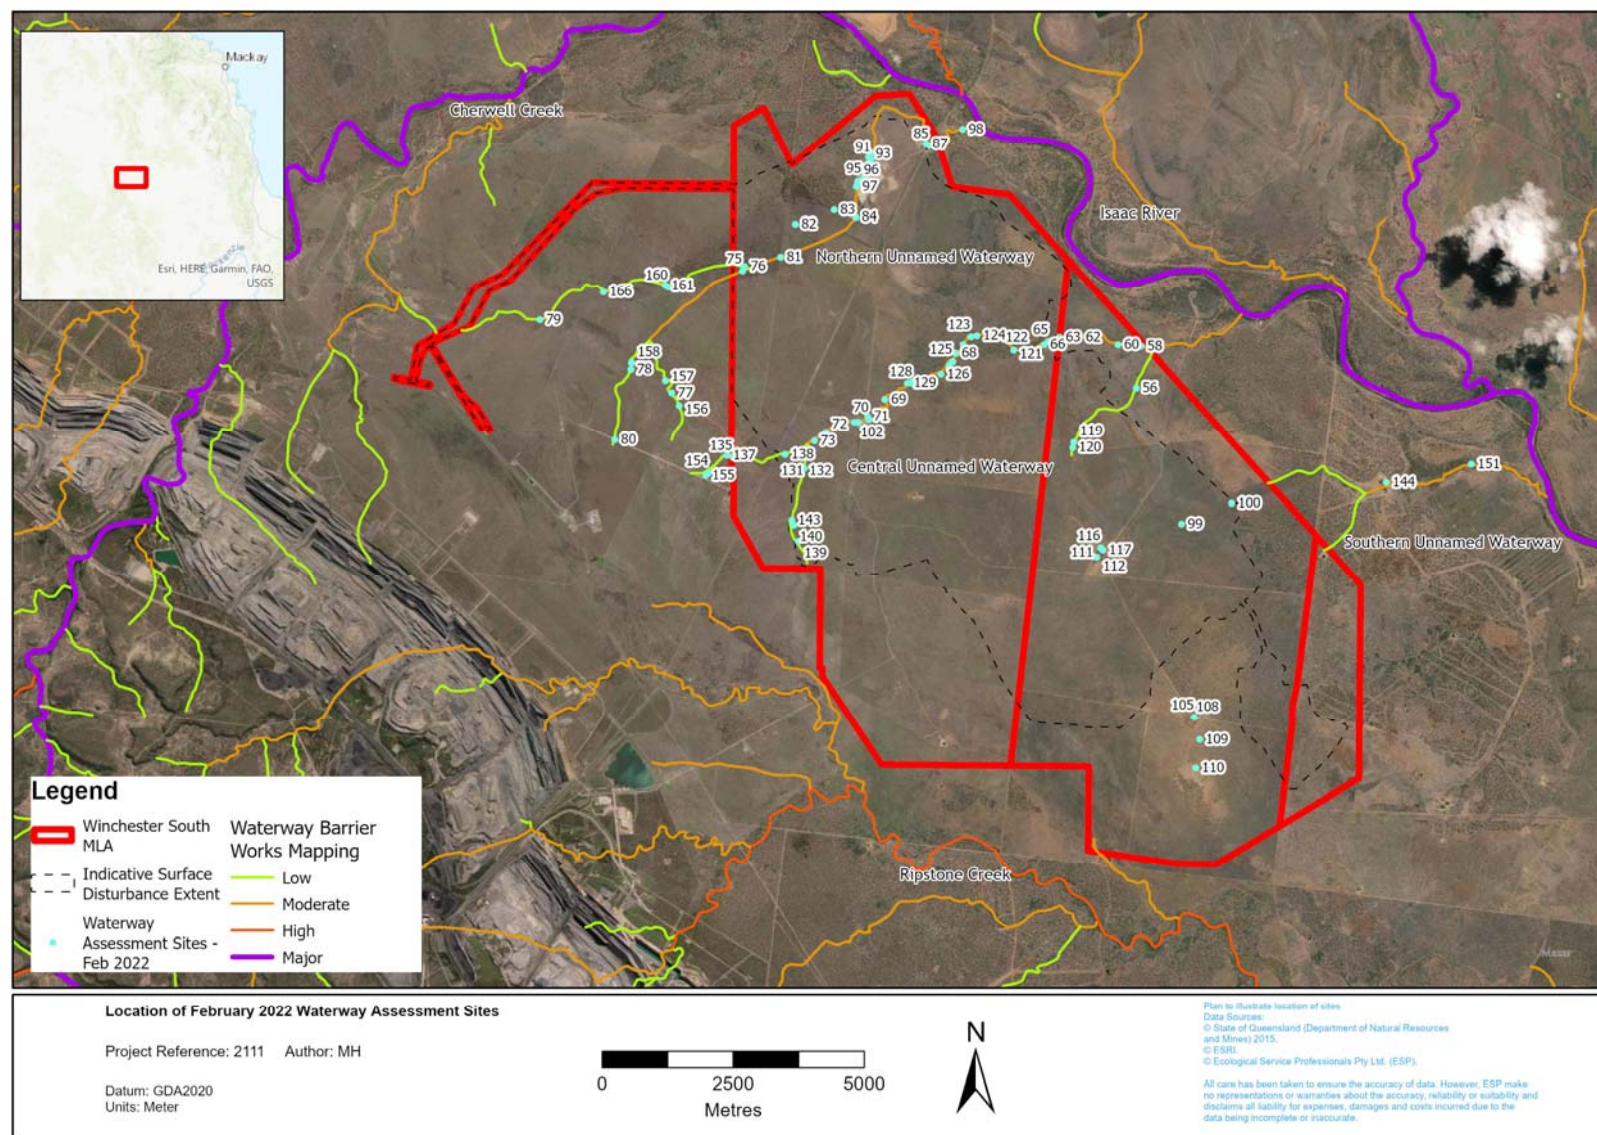 Mackay
Esri, HERE, Garmin, FAO,
USGS
Cherwell Creek
Isaac River
Northern Unnamed Waterway
Central Unnamed Waterway
Southern Unnamed Waterway
Ripstone Creek
98
85
87
91
93
95
96
97
83
84
82
81
75
76
160
161
166
79
158
78
157
77
156
80
135
137
154
155
138
131
132
143
140
139
73
72
70
71
102
69
128
129
126
125
68
123
124
122
121
65
66
63
62
60
58
56
119
120
100
99
116
117
111
112
144
151
105
108
109
110
Legend
Winchester South
MLA
Indicative Surface
Disturbance Extent
Waterway
Assessment Sites -
Feb 2022
Waterway Barrier
Works Mapping
Low
Moderate
High
Major
Location of February 2022 Waterway Assessment Sites
Project Reference: 2111 Author: MH
Datum: GDA2020
Units: Meter
0 2500 5000
Metres
N
Plan to illustrate location of sites
Data Sources:
© State of Queensland (Department of Natural Resources
and Mines) 2015.
© ESRI.
© Ecological Service Professionals Pty Ltd. (ESP).
All care has been taken to ensure the accuracy of data. However, ESP make
no representations or warranties about the accuracy, reliability or suitability and
disclaims all liability for expenses, damages and costs incurred due to the
data being incomplete or inaccurate.